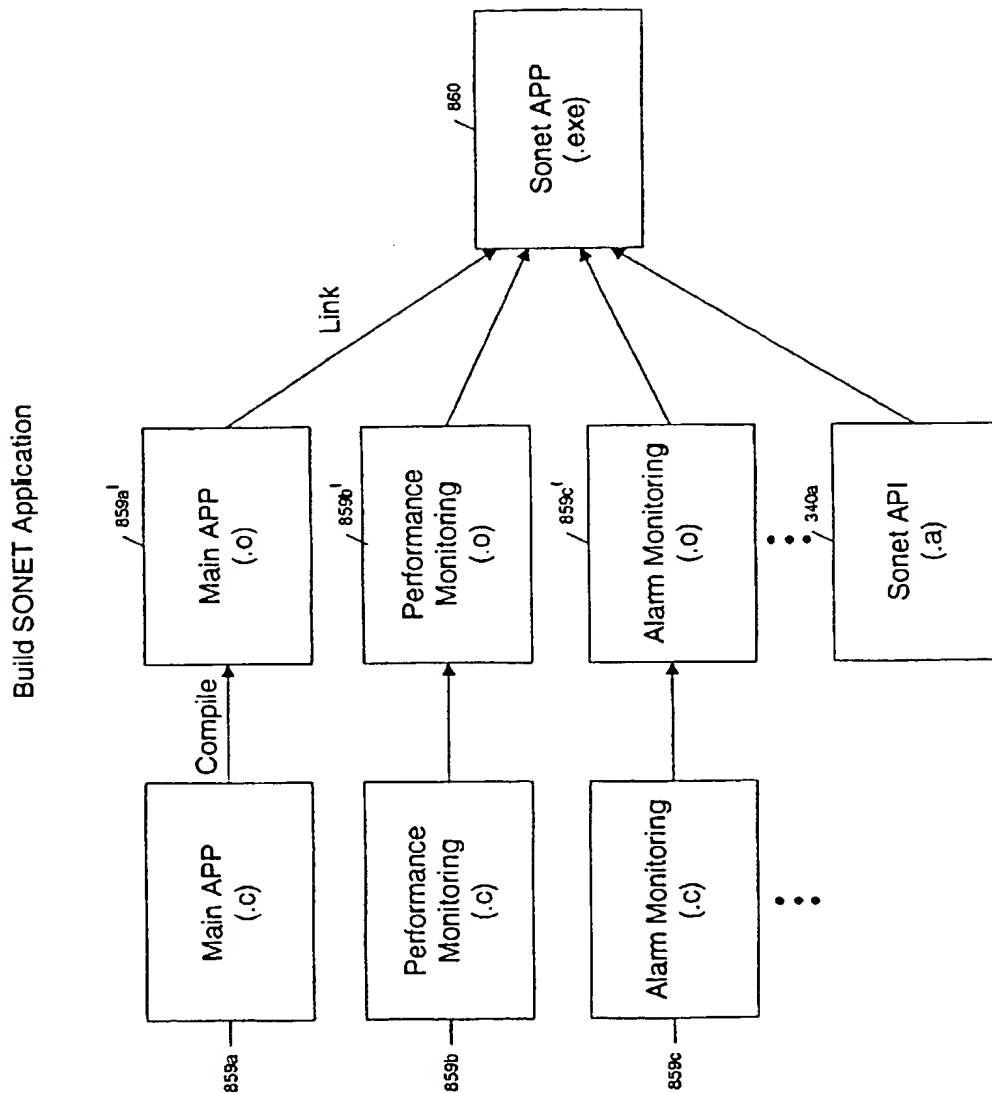 Build SONET Application
859a
Main APP
(.c)
Compile
859a'
Main APP
(.o)
Link
859b
Performance
Monitoring
(.c)
859b'
Performance
Monitoring
(.o)
860
Sonet APP
(.exe)
859c
Alarm Monitoring
(.c)
859c'
Alarm Monitoring
(.o)
340a
Sonet API
(.a)